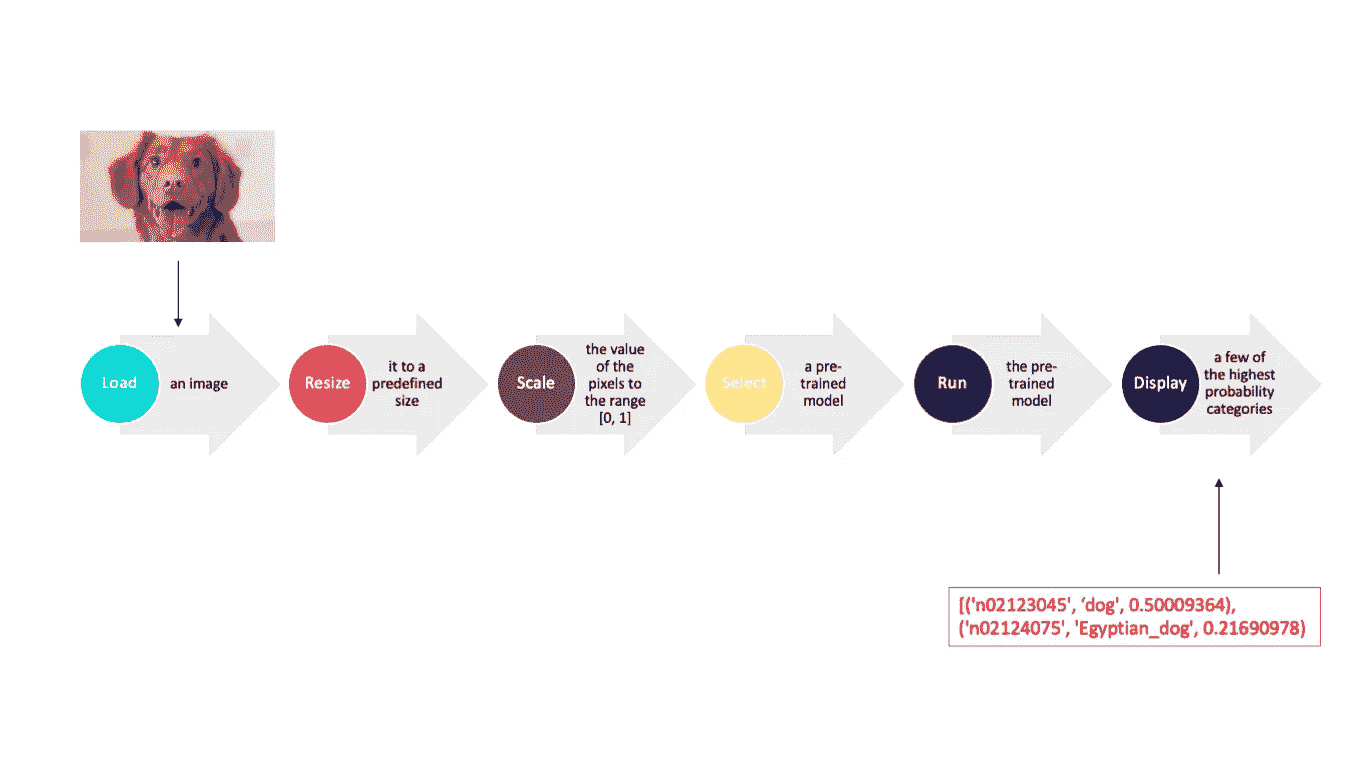 Load
an image
Resize
it to a
predefined
size
Scale
the value
of the
pixels to
the range
[0, 1]
Select
a pre-
trained
model
Run
the pre-
trained
model
Display
a few of
the highest
probability
categories
[('n02123045', ‘dog', 0.50009364),
('n02124075', 'Egyptian_dog', 0.21690978)